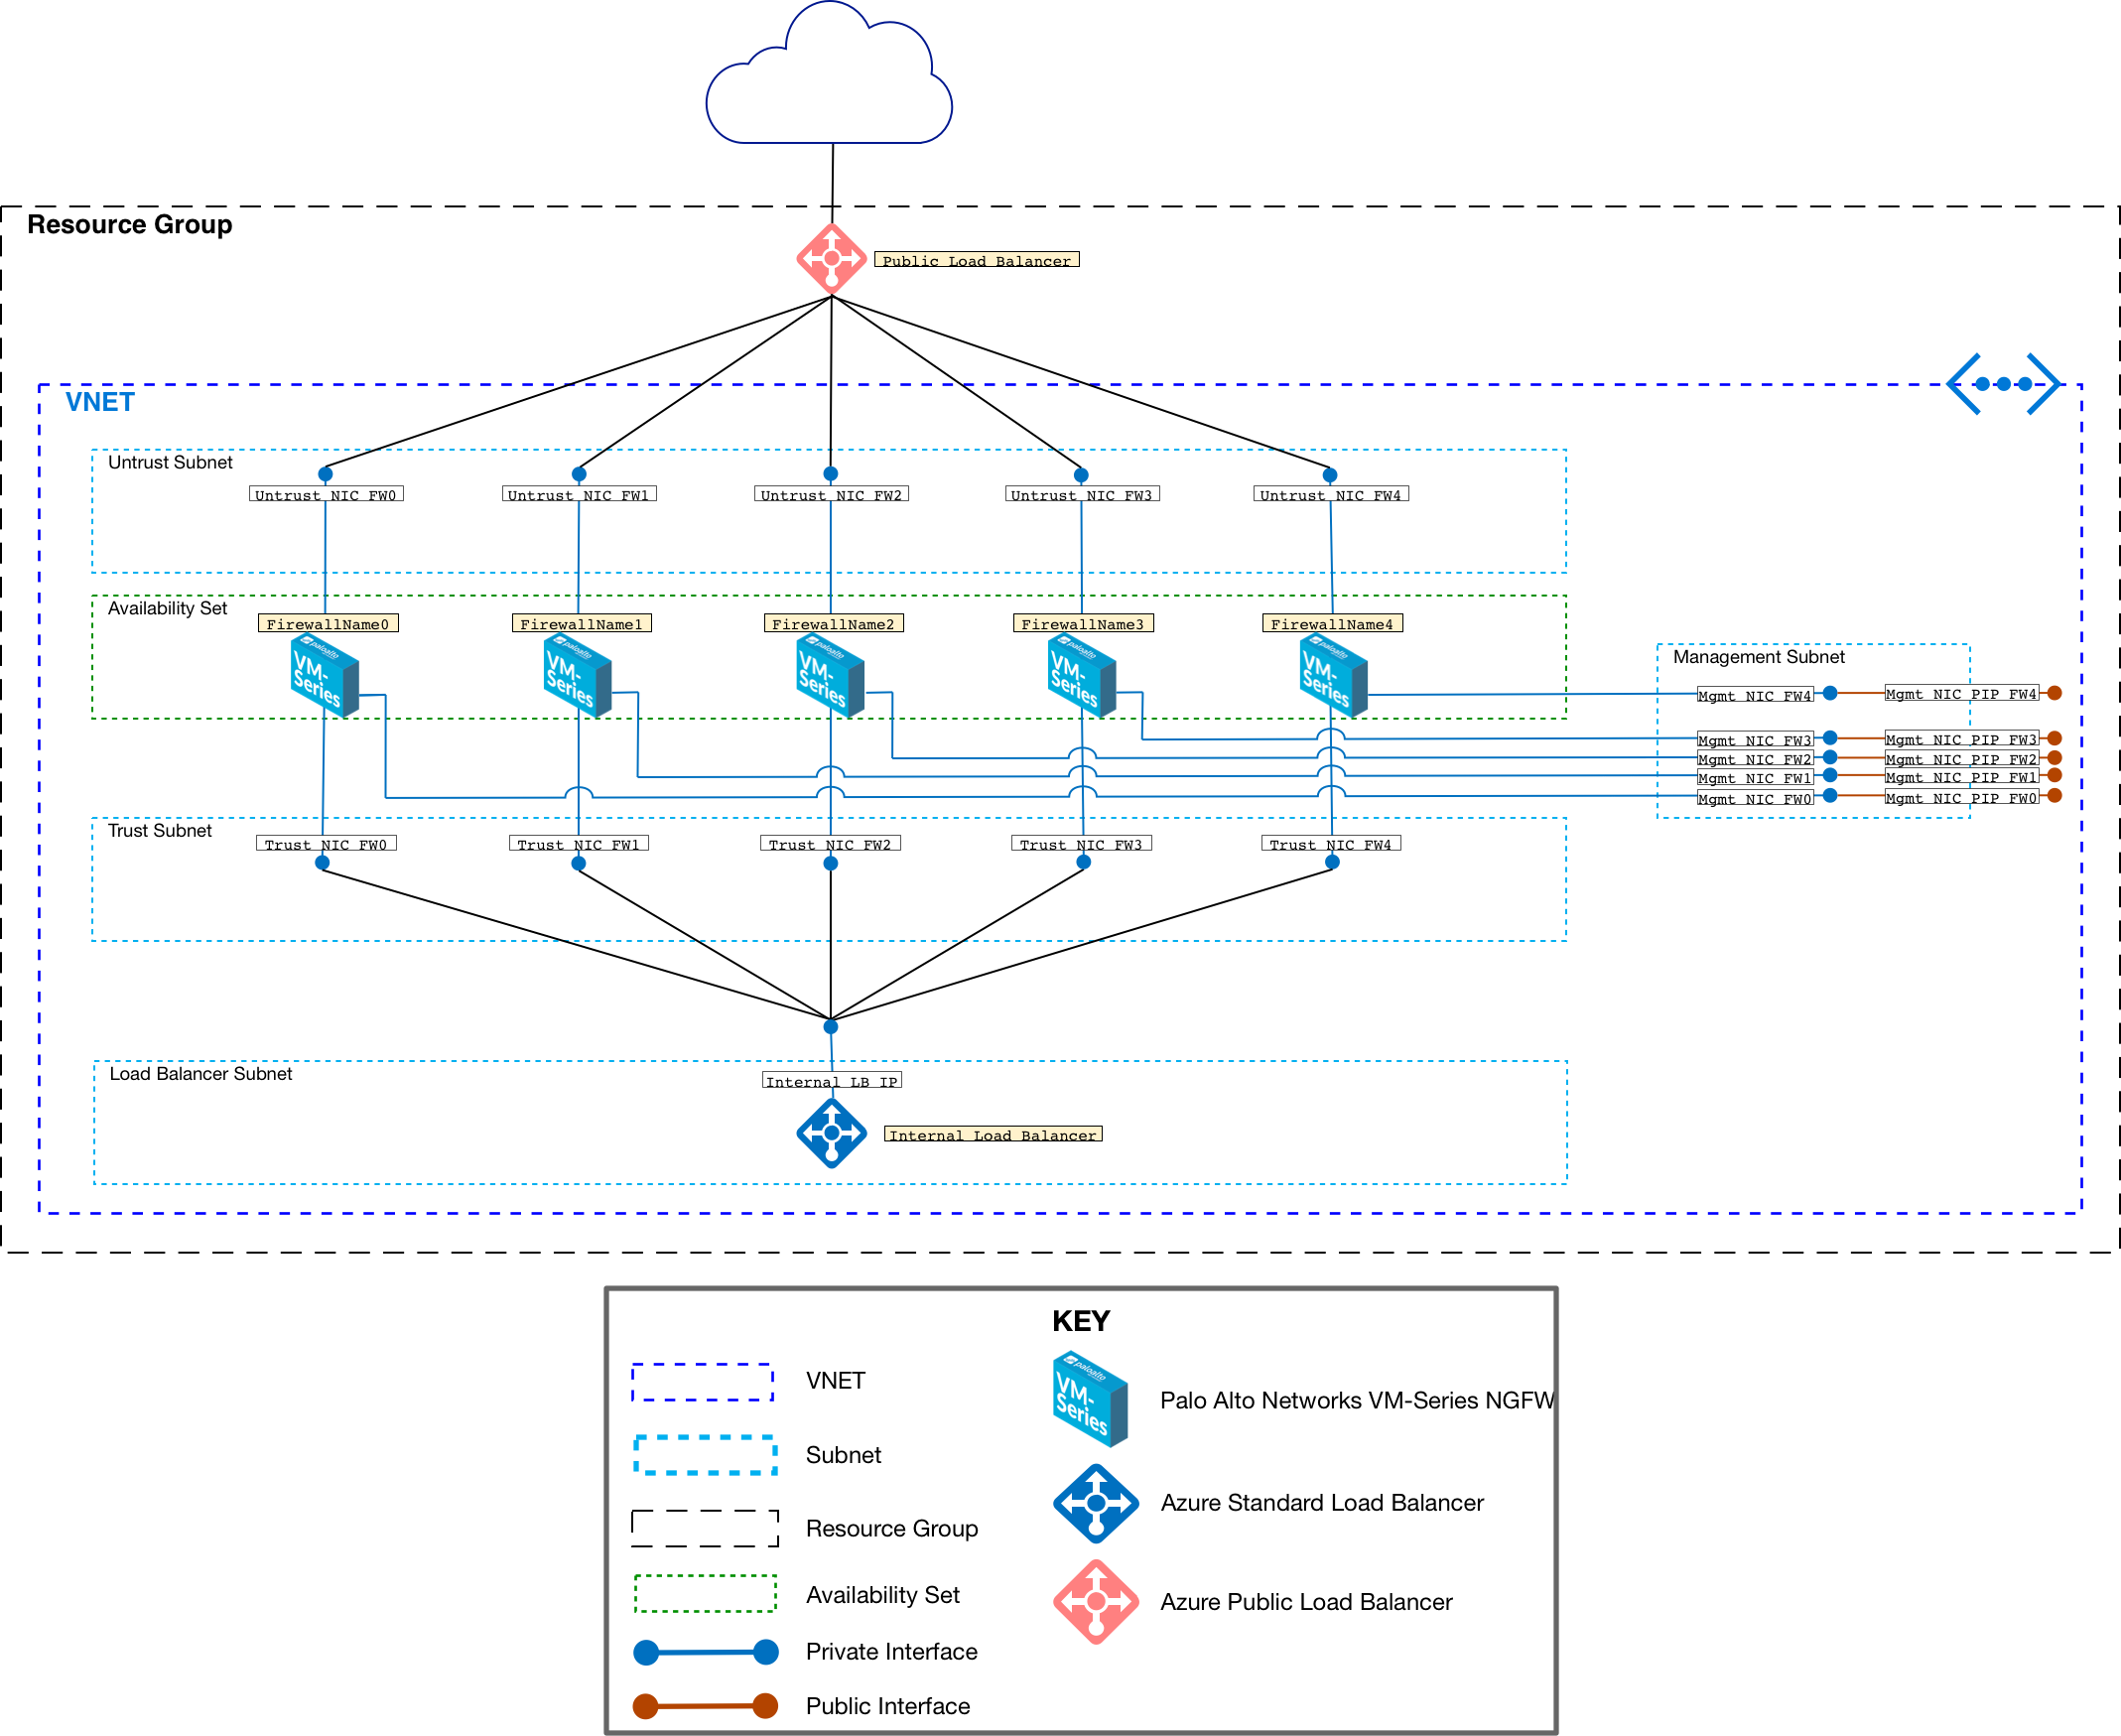 Resource Group
Public Load Balancer
VNET
Untrust Subnet
Untrust NIC FW0
Untrust NIC FW1
Untrust NIC FW2
Untrust NIC FW3
Untrust NIC FW4
Availability Set
FirewallName0
FirewallName1
FirewallName2
FirewallName3
FirewallName4
paloalto
VM-
Series
paloalto
VM-
Series
paloalto
VM-
Series
paloalto
VM-
Series
paloalto
VM-
Series
Management Subnet
Mgmt NIC FW4
Mgmt NIC PIP FW4
Mgmt NIC FW3
Mgmt NIC PIP FW3
Mgmt NIC FW2
Mgmt NIC PIP FW2
Mgmt NIC FW1
Mgmt NIC PIP FW1
Mgmt NIC FW0
Mgmt NIC PIP FW0
Trust Subnet
Trust NIC FW0
Trust NIC FW1
Trust NIC FW2
Trust NIC FW3
Trust NIC FW4
Load Balancer Subnet
Internal LB IP
Internal Load Balancer
KEY
VNET
Subnet
Resource Group
Availability Set
Private Interface
Public Interface
paloalto
VM-
Series
Palo Alto Networks VM-Series NGFW
Azure Standard Load Balancer
Azure Public Load Balancer